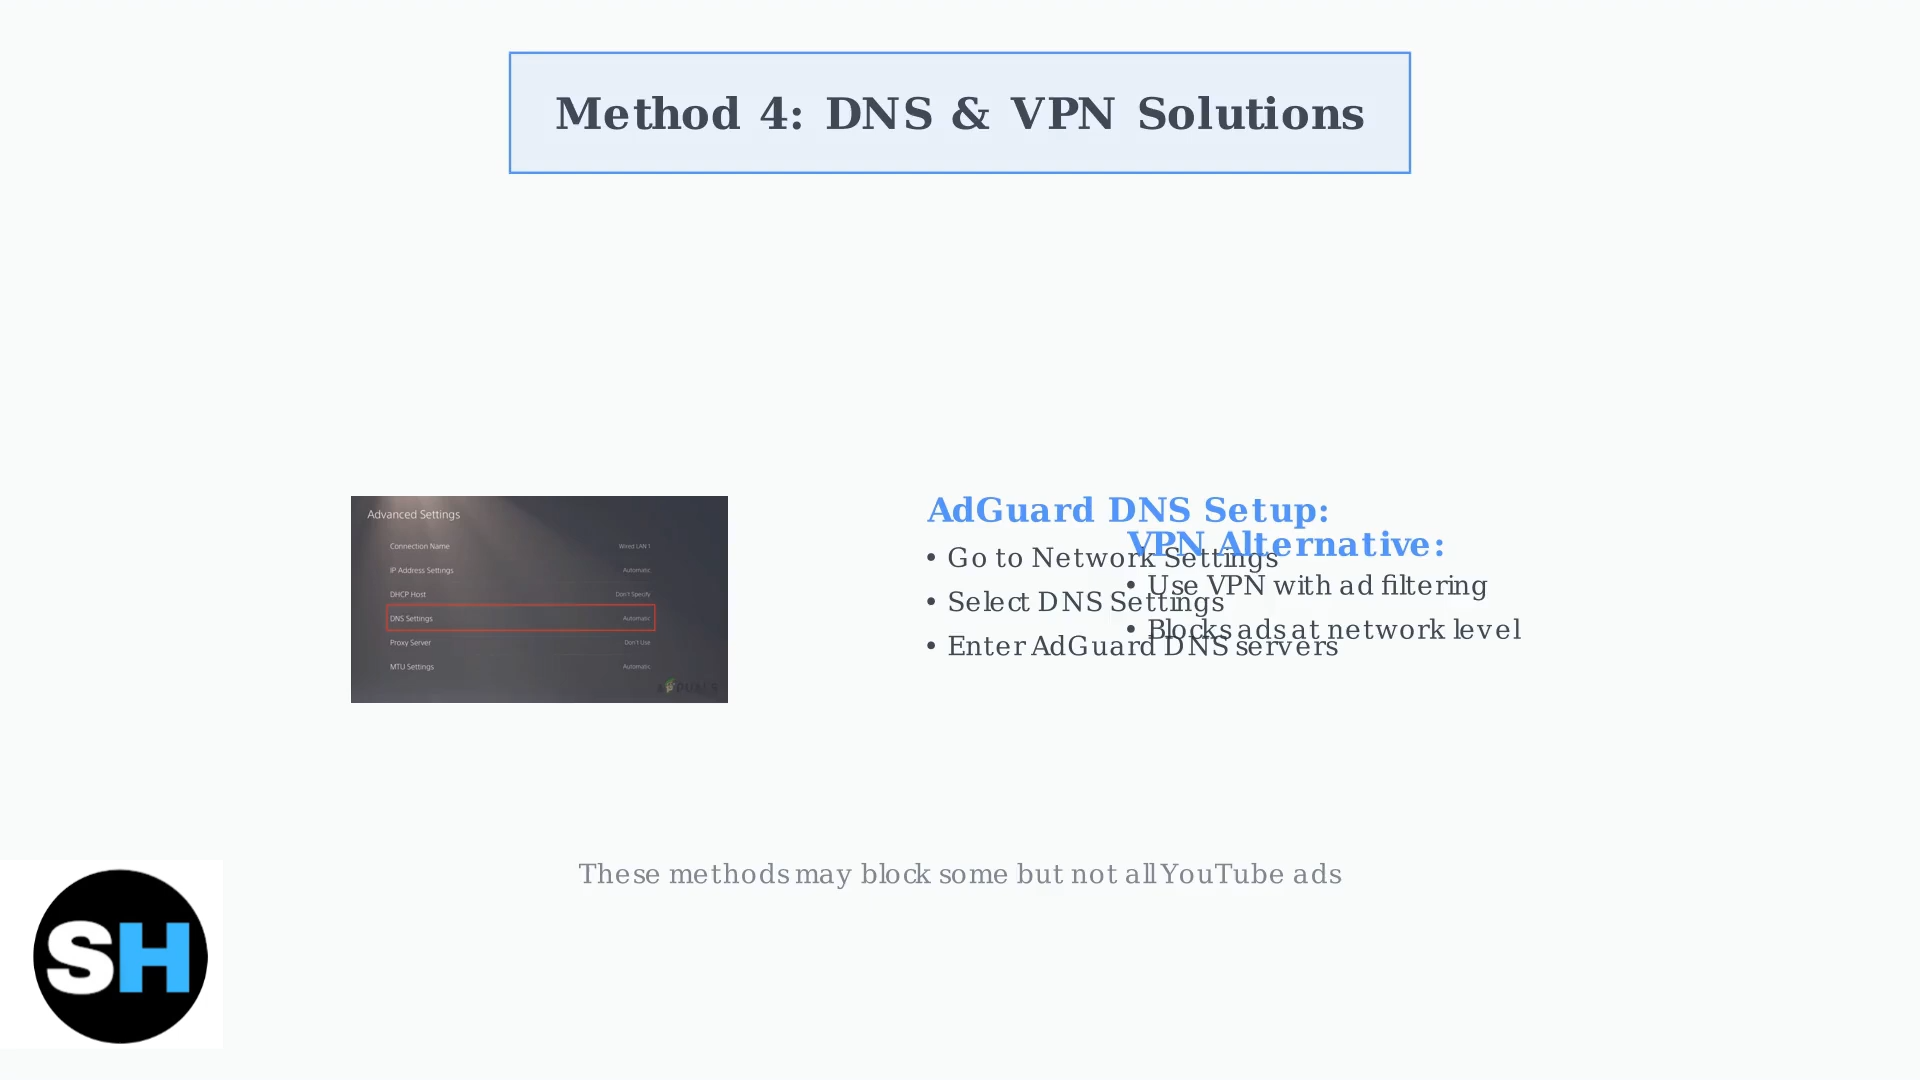 Method 4: DNS & VPN Solutions
Advanced Settings
Connection Name Wired LAN 1
IP Address Settings Automatic
DHCP Host Don't Specify
DNS Settings Automatic
Proxy Server Don't Use
MTU Settings Automatic
AdGuard DNS Setup:
• Go to Network Settings
• Select DNS Settings
• Enter AdGuard DNS servers
VPN Alternative:
• Use VPN with ad filtering
• Blocks ads at network level
These methods may block some but not all YouTube ads
SH